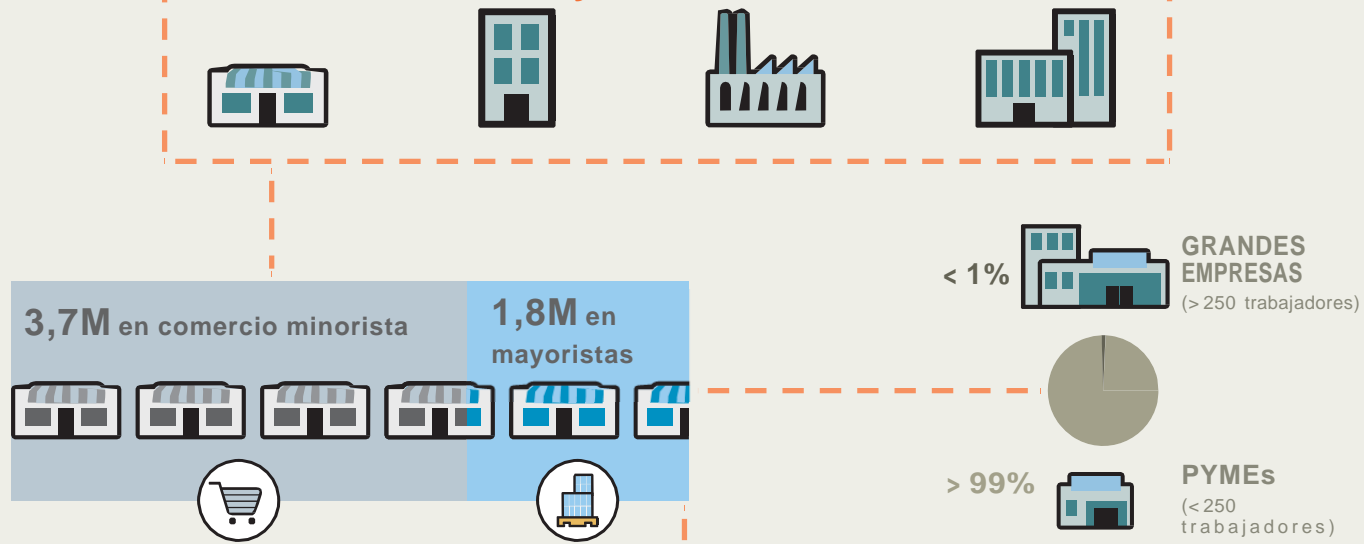 3,7M en comercio minorista
1,8M en
mayoristas
< 1%
GRANDES
EMPRESAS
(> 250 trabajadores)
> 99%
PYMEs
(< 250
trabajadores)